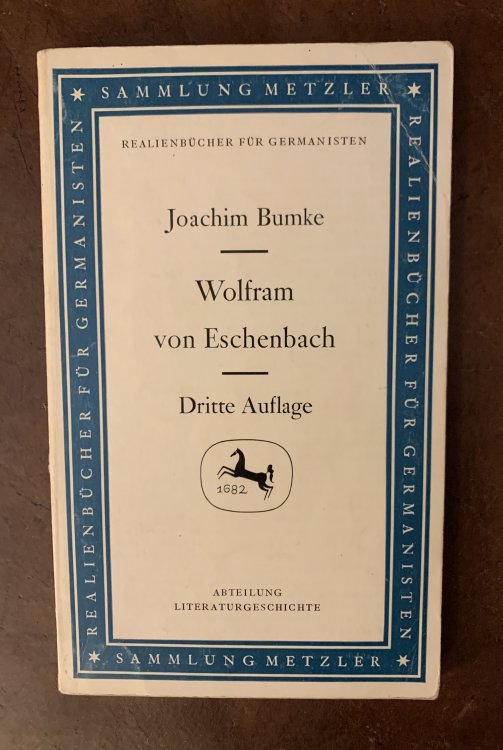 SAMMLUNG METZLER
REALIENBÜCHER FÜR GERMANISTEN
REALIENBÜCHER FÜR GERMANISTEN
REALIENBÜCHER FÜR GERMANISTEN
Joachim Bumke
Wolfram
von Eschenbach
Dritte Auflage
1682
ABTEILUNG
LITERATURGESCHICHTE
SAMMLUNG METZLER